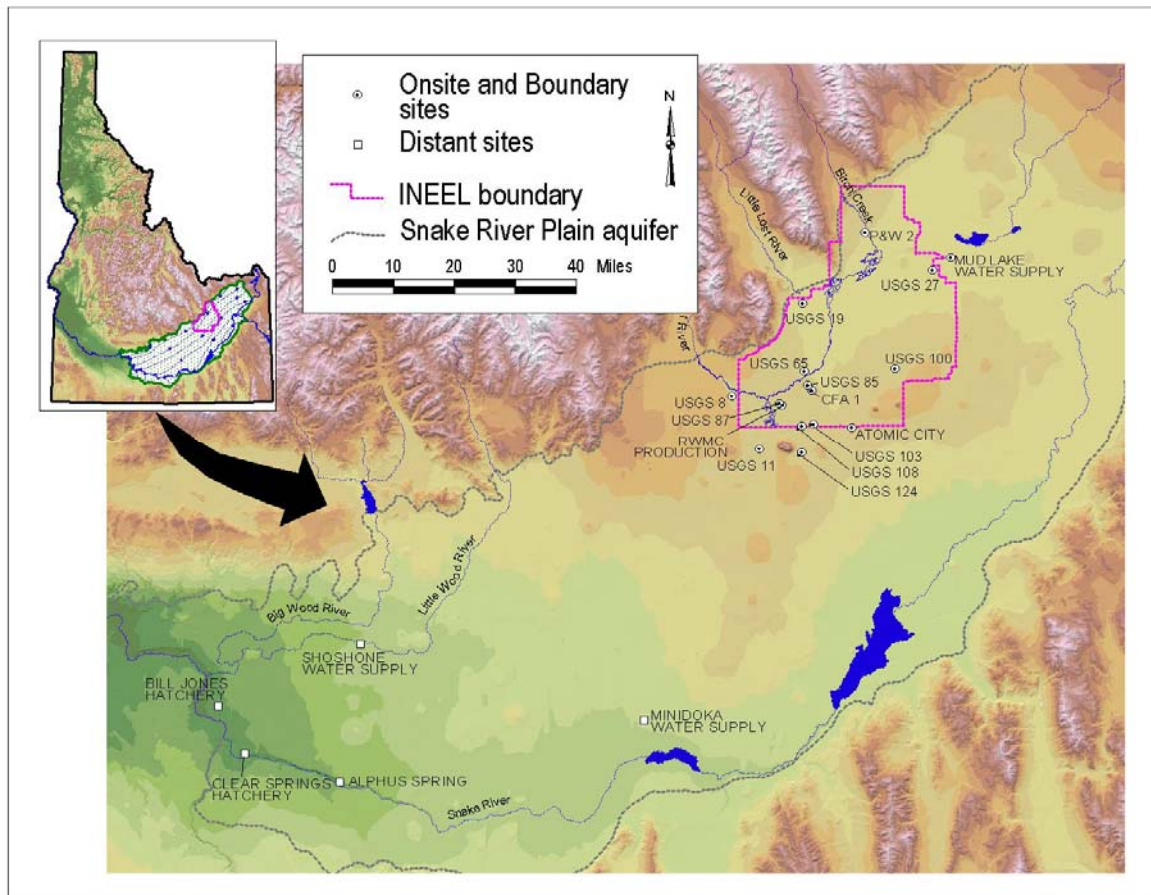 Onsite and Boundary
sites
Distant sites
INEEL boundary
Snake River Plain aquifer
0 10 20 30 40 Miles
N
Birch Creek
Little Lost River
P&W 2
MUD LAKE
WATER SUPPLY
USGS 27
USGS 19
River
USGS 65
USGS 100
USGS 85
CFA 1
USGS 8
USGS 87
RWMC
PRODUCTION
ATOMIC CITY
USGS 11
USGS 103
USGS 108
USGS 124
Big Wood River
Little Wood River
SHOSHONE
WATER SUPPLY
BILL JONES
HATCHERY
MINIDOKA
WATER SUPPLY
CLEAR SPRINGS
HATCHERY
ALPHUS SPRING
Snake River